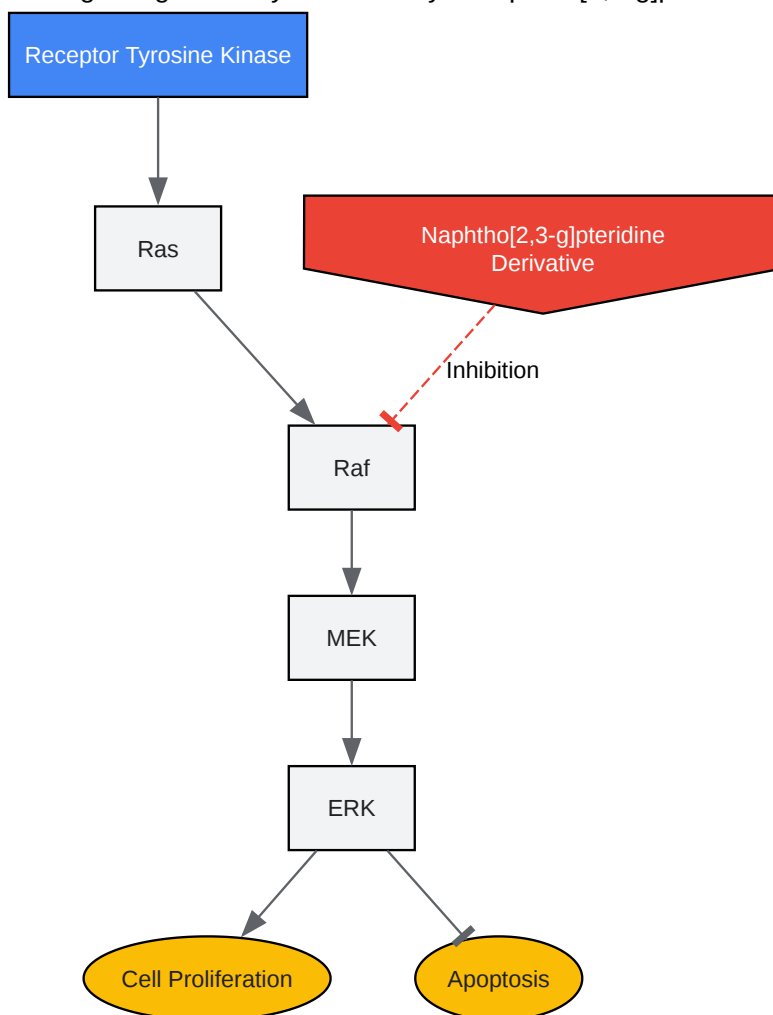 Receptor Tyrosine Kinase
Ras
Naphtho[2,3-g]pteridine
Derivative
Inhibition
Raf
MEK
ERK
Cell Proliferation
Apoptosis